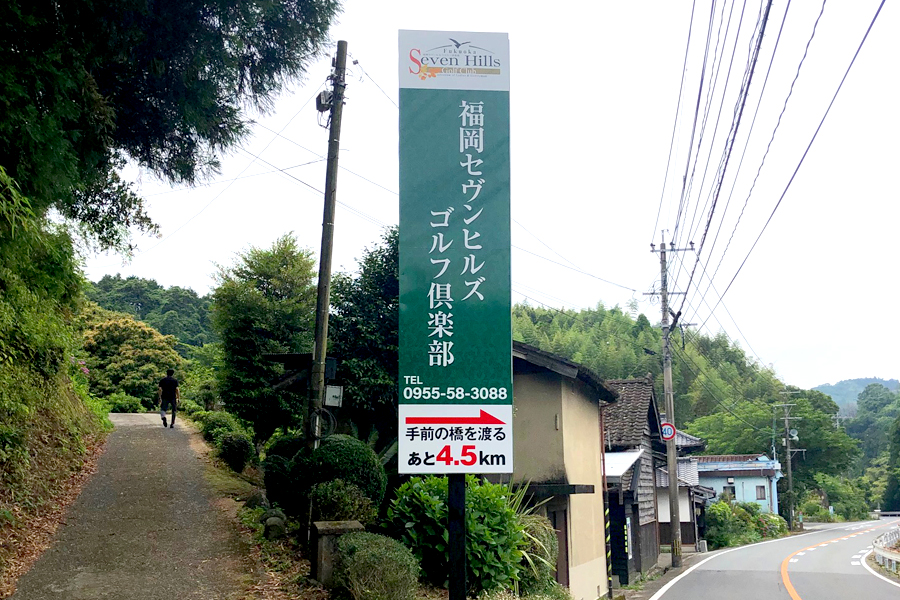 Fukuoka
Seven Hills
Golf Club
福岡セヴンヒルズ
ゴルフ倶楽部
TEL
0955-58-3088
手前の橋を渡る
あと4.5km
40